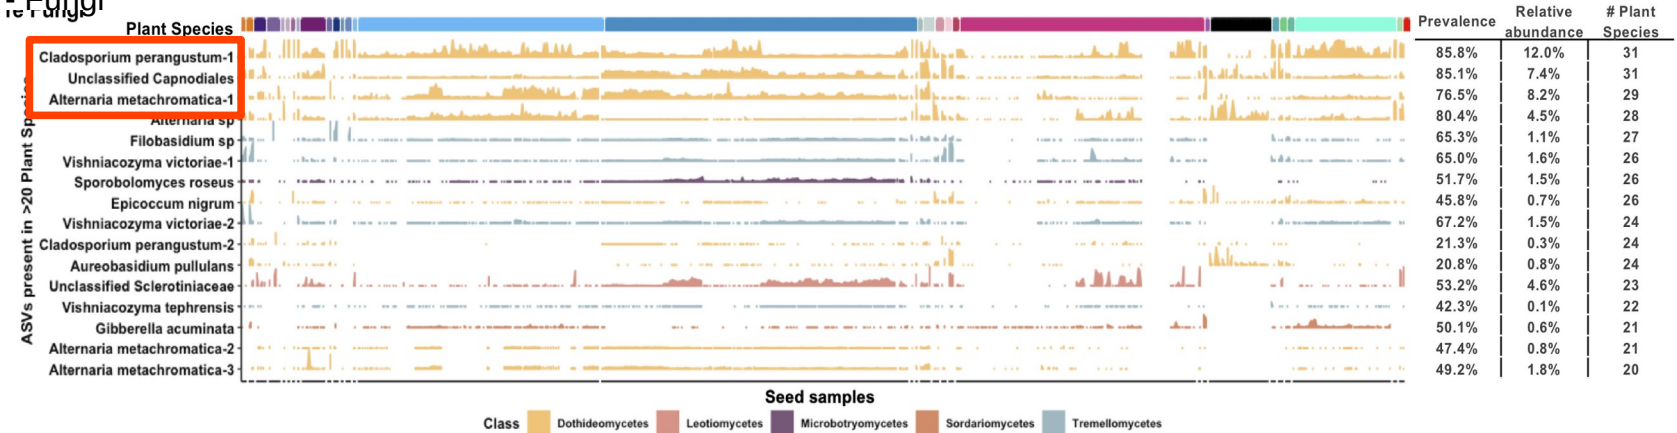 - Fungi
Plant Species Prevalence Relative abundance # Plant Species
Cladosporium perangustum-1 85.8% 12.0% 31
Unclassified Capnodiales 85.1% 7.4% 31
Alternaria metachromatica-1 76.5% 8.2% 29
Alternaria sp 80.4% 4.5% 28
Filobasidium sp 65.3% 1.1% 27
Vishniacozyma victoriae-1 65.0% 1.6% 26
Sporobolomyces roseus 51.7% 1.5% 26
Epicoccum nigrum 45.8% 0.7% 26
Vishniacozyma victoriae-2 67.2% 1.5% 24
Cladosporium perangustum-2 21.3% 0.3% 24
Aureobasidium pullulans 20.8% 0.8% 24
Unclassified Sclerotiniaceae 53.2% 4.6% 23
Vishniacozyma tephrensis 42.3% 0.1% 22
Gibberella acuminata 50.1% 0.6% 21
Alternaria metachromatica-2 47.4% 0.8% 21
Alternaria metachromatica-3 49.2% 1.8% 20
ASVs present in >20 Plant Species
Seed samples
Class Dothideomycetes Leotiomycetes Microbotryomycetes Sordariomycetes Tremellomycetes